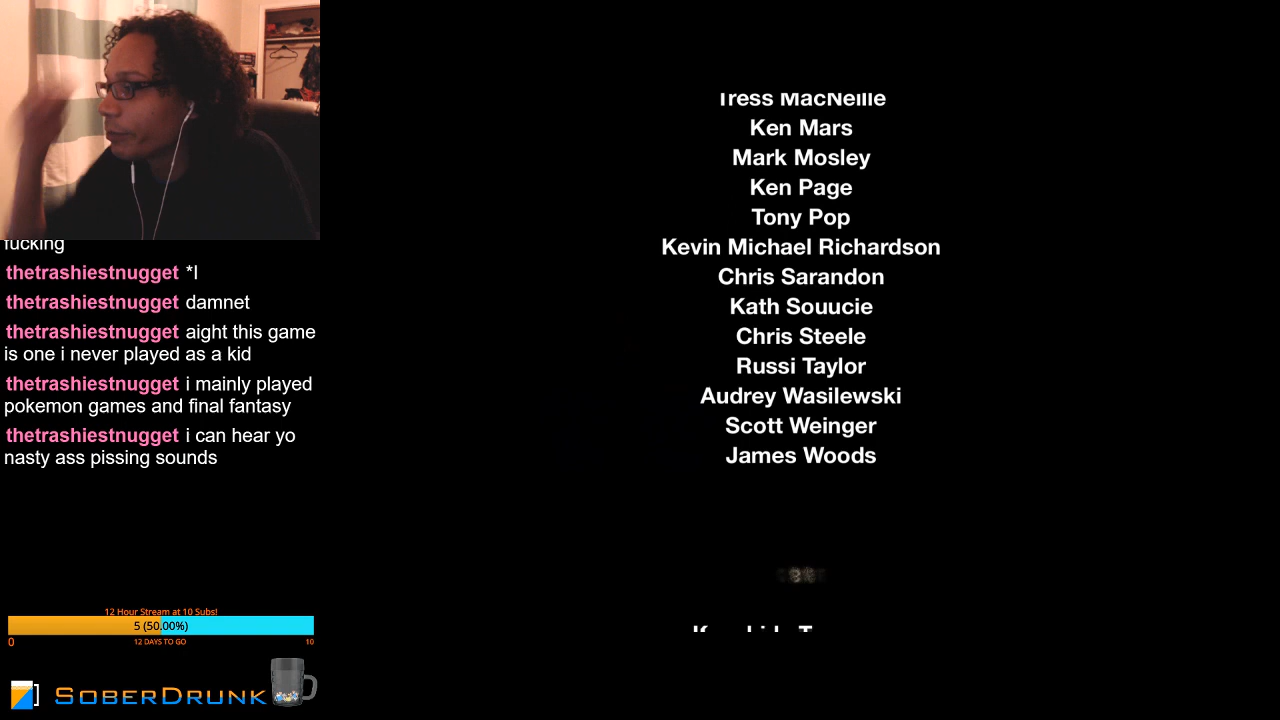 fucking
thetrashiestnugget *I
thetrashiestnugget damnet
thetrashiestnugget aight this game
is one i never played as a kid
thetrashiestnugget i mainly played
pokemon games and final fantasy
thetrashiestnugget i can hear yo
nasty ass pissing sounds
12 Hour Stream at 10 Subs!
5 (50.00%)
0 12 DAYS TO GO 10
SOBERDRUNK
Tress MacNeille
Ken Mars
Mark Mosley
Ken Page
Tony Pop
Kevin Michael Richardson
Chris Sarandon
Kath Souucie
Chris Steele
Russi Taylor
Audrey Wasilewski
Scott Weinger
James Woods